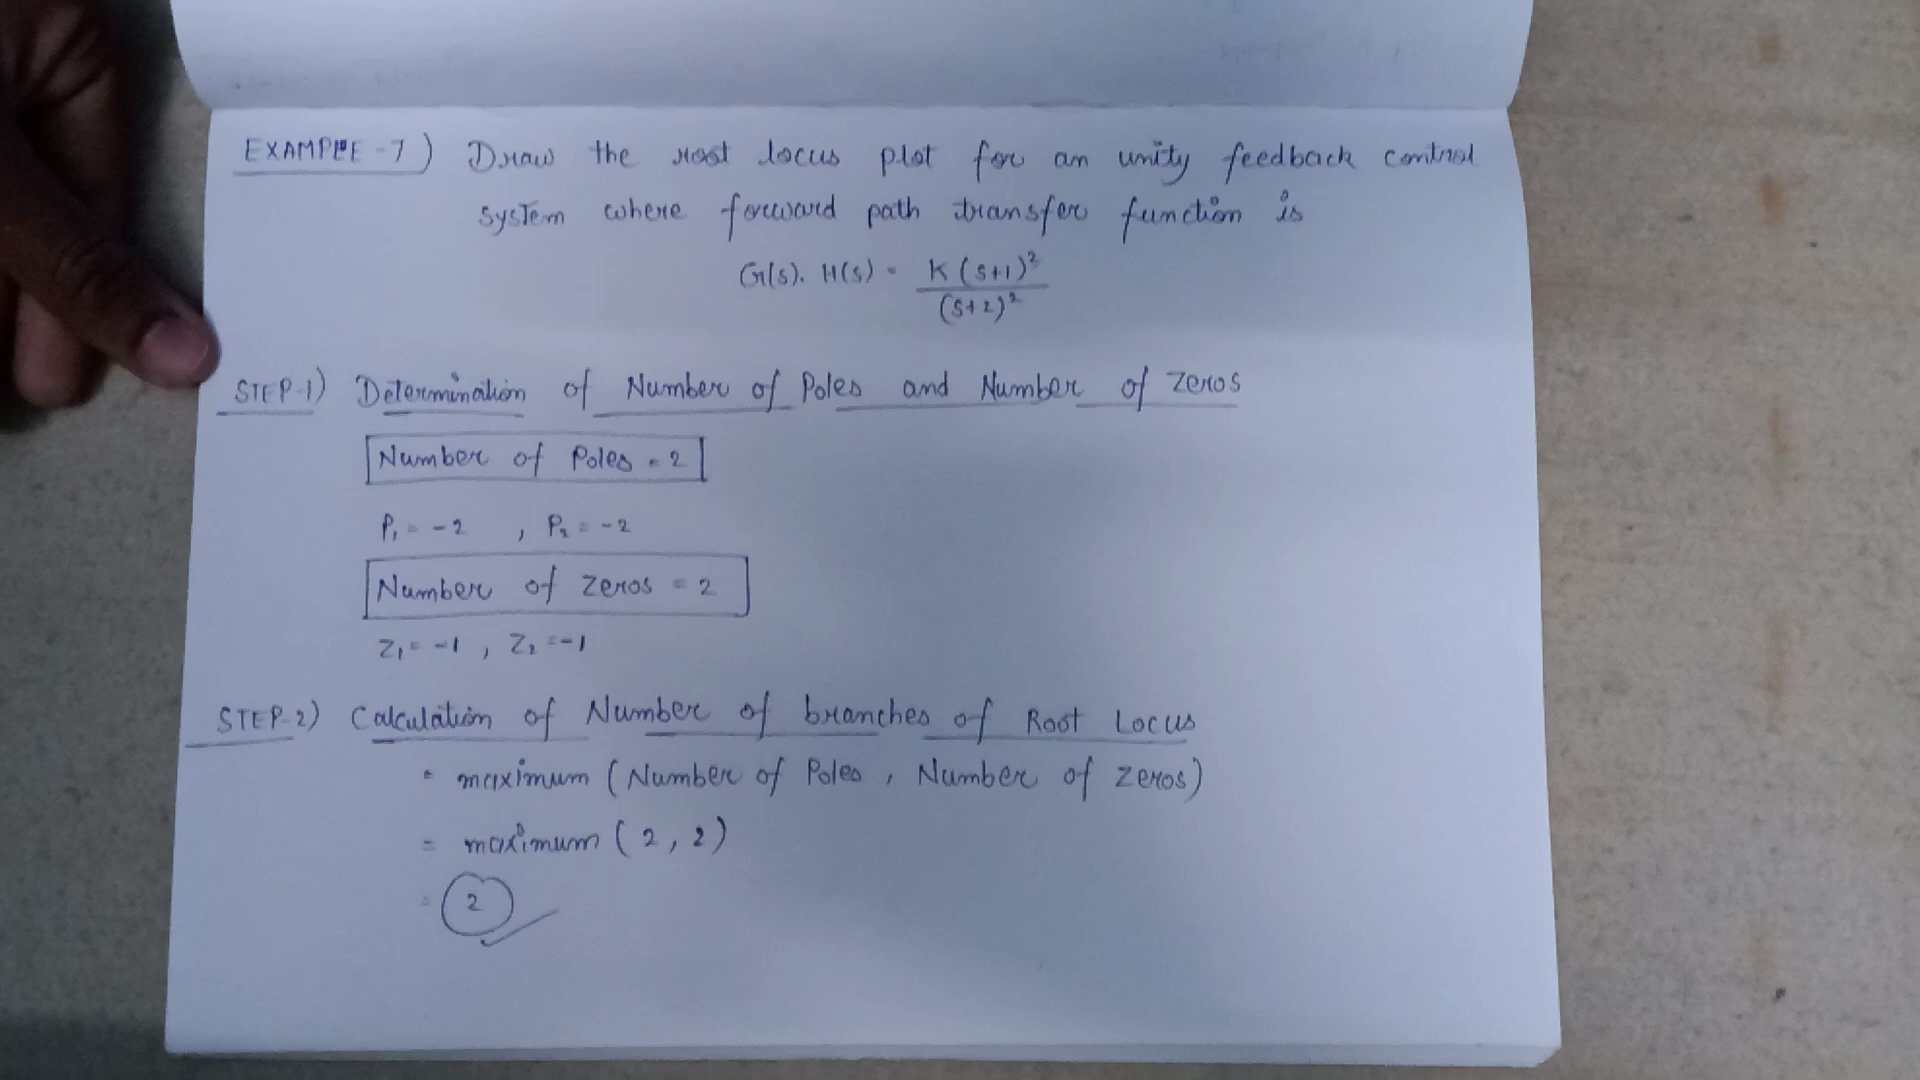 EXAMPLE-7) Draw the root locus plot for an unity feedback control
system where forward path transfer function is
G(s). H(s) = K(s+1)²
(s+2)²
STEP-1) Determination of Number of Poles and Number of Zeros
Number of Poles = 2
P₁ = -2 , P₂ = -2
Number of Zeros = 2
Z₁ = -1 , Z₂ = -1
STEP-2) Calculation of Number of branches of Root Locus
= maximum (Number of Poles , Number of Zeros)
= maximum (2, 2)
= 2